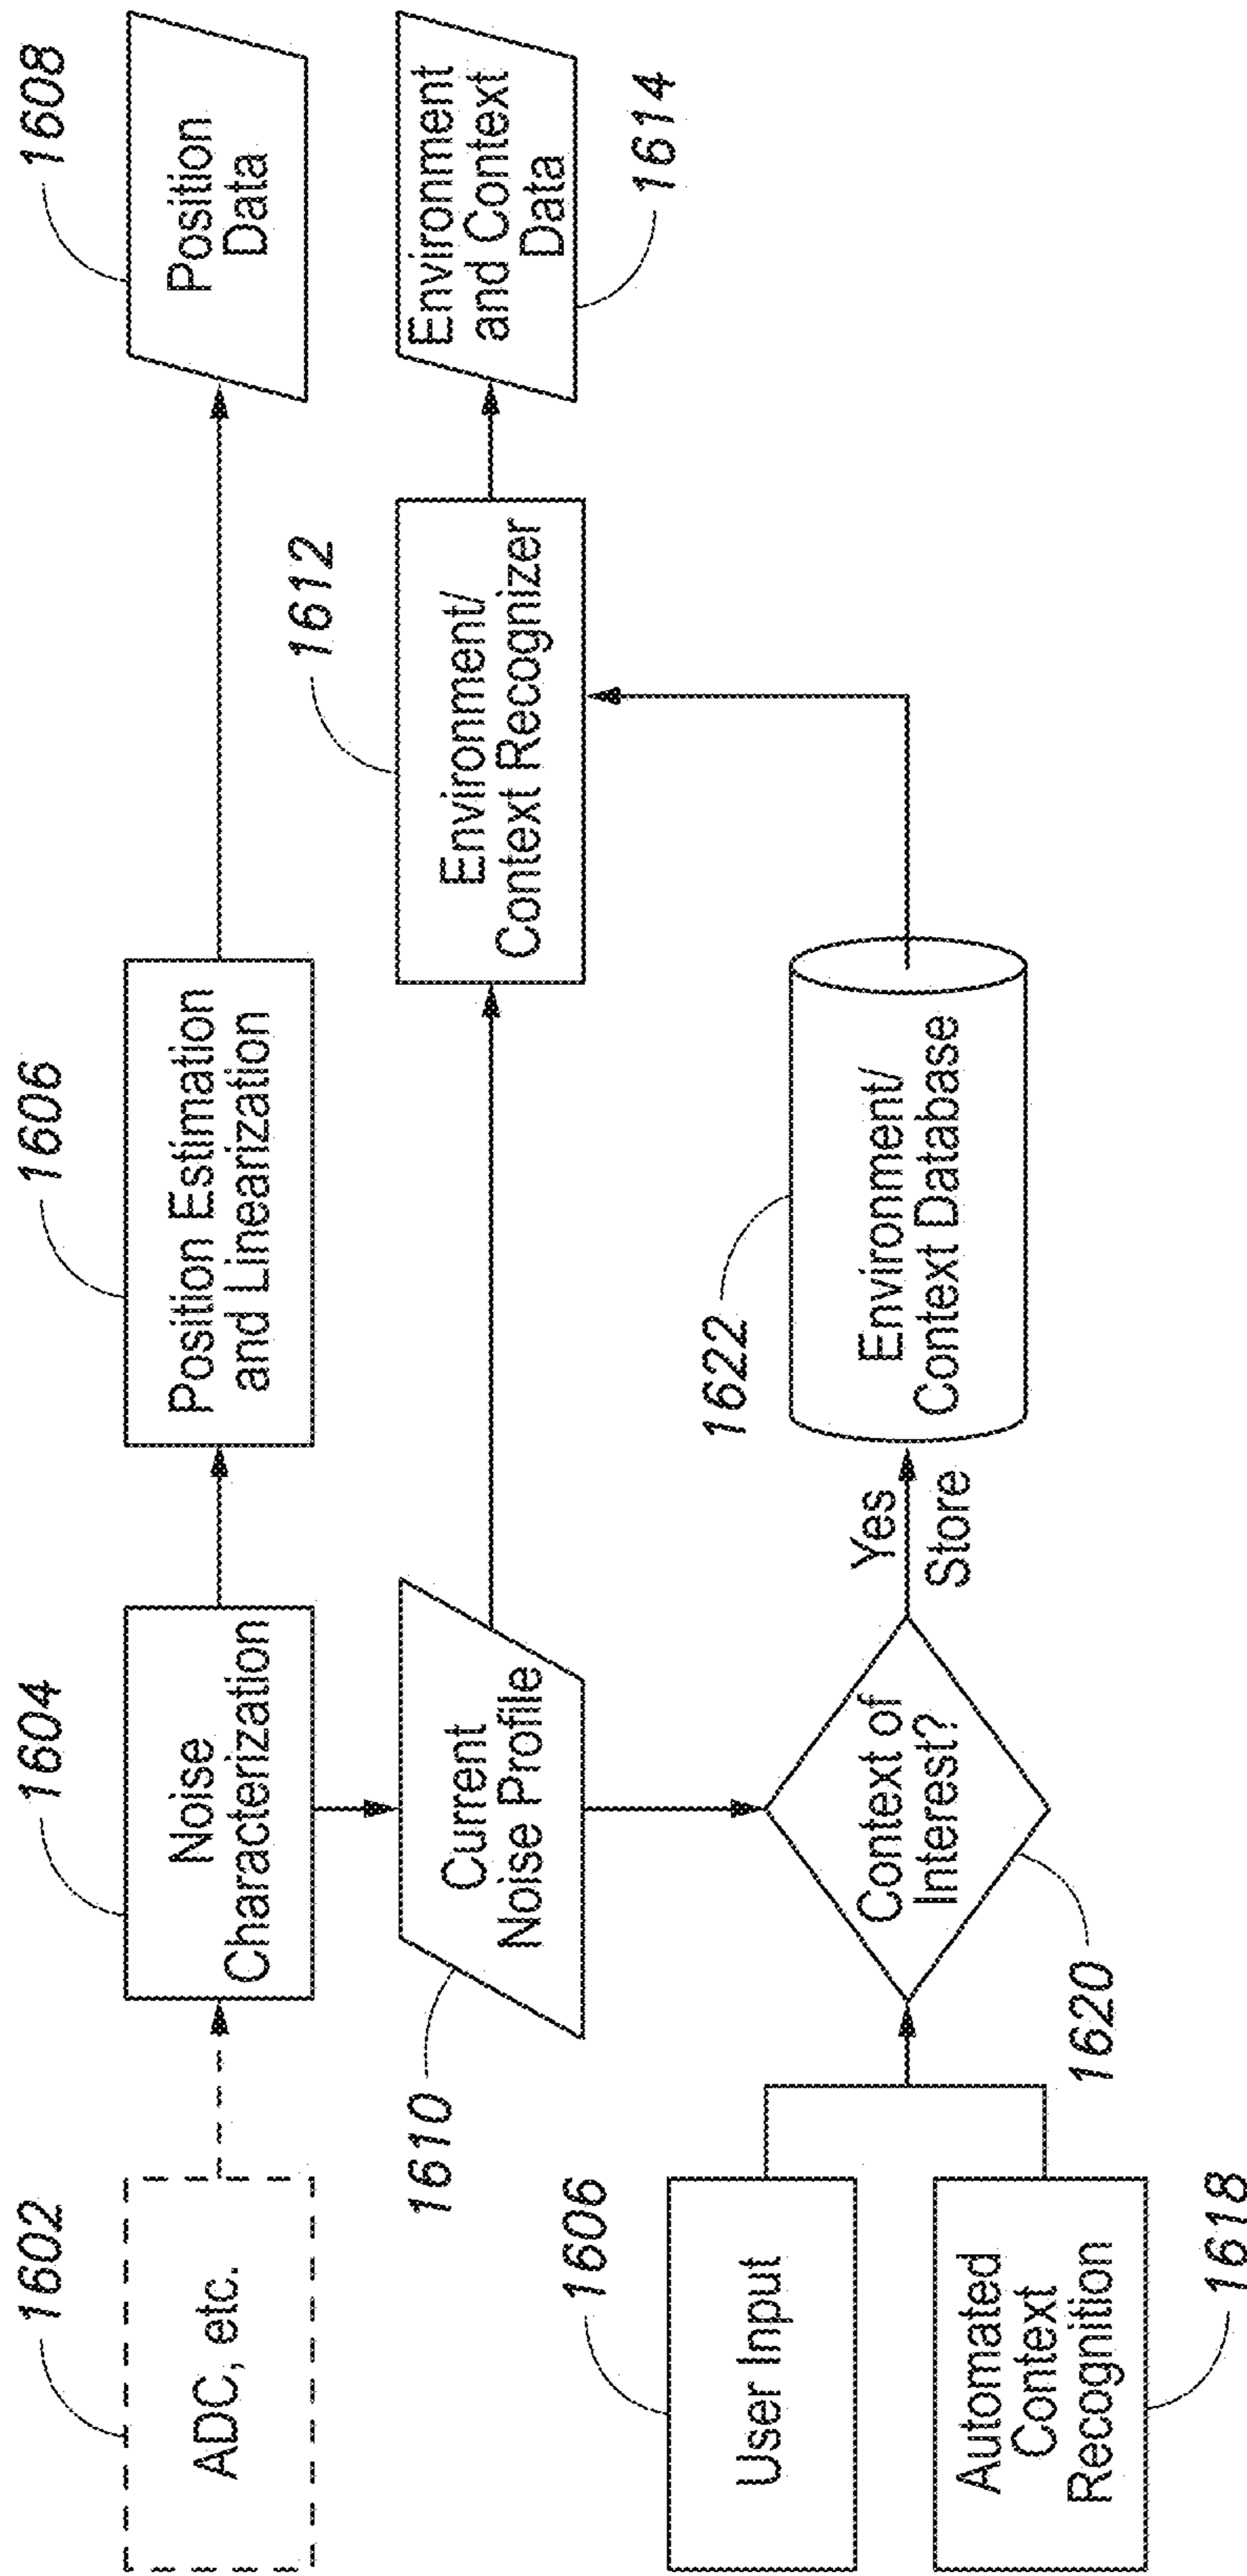 1602
ADC, etc.
1604
Noise
Characterization
1606
Position Estimation
and Linearization
1608
Position
Data
1610
Current
Noise Profile
1612
Environment/
Context Recognizer
Environment
and Context
Data
1614
1606
User Input
Automated
Context
Recognition
1618
Context of
Interest?
1620
Yes
Store
1622
Environment/
Context Database